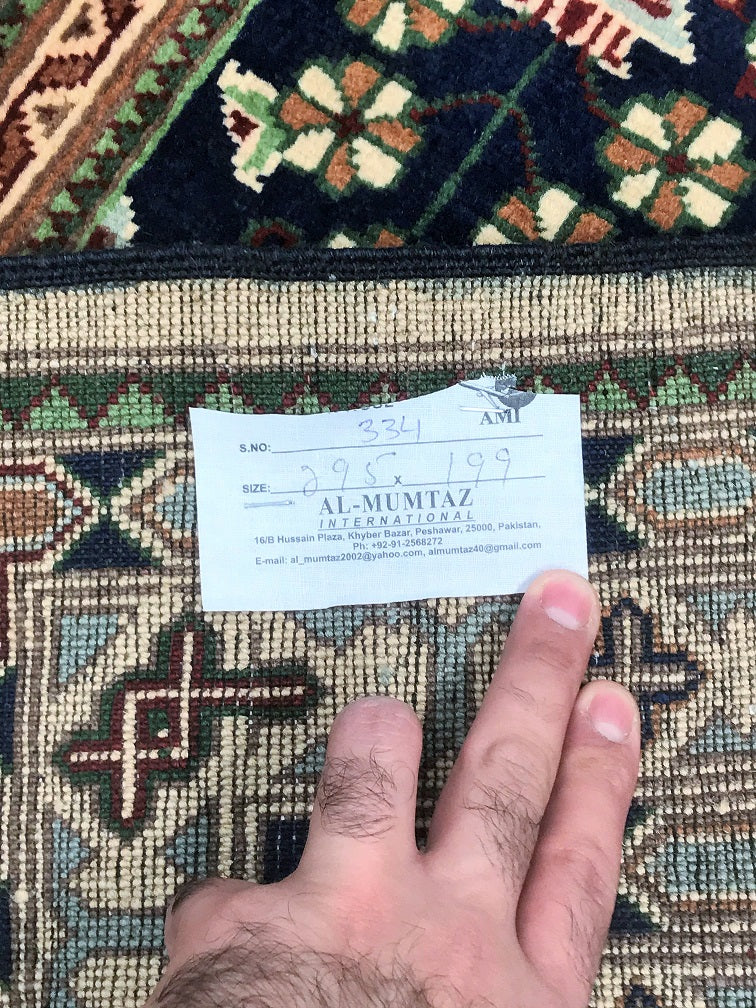 AMI
S.NO: 334
SIZE: 295 x 199
AL-MUMTAZ
INTERNATIONAL
16/B Hussain Plaza, Khyber Bazar, Peshawar, 25000, Pakistan,
Ph: +92-91-2568272
E-mail: al_mumtaz2002@yahoo.com, almumtaz40@gmail.com